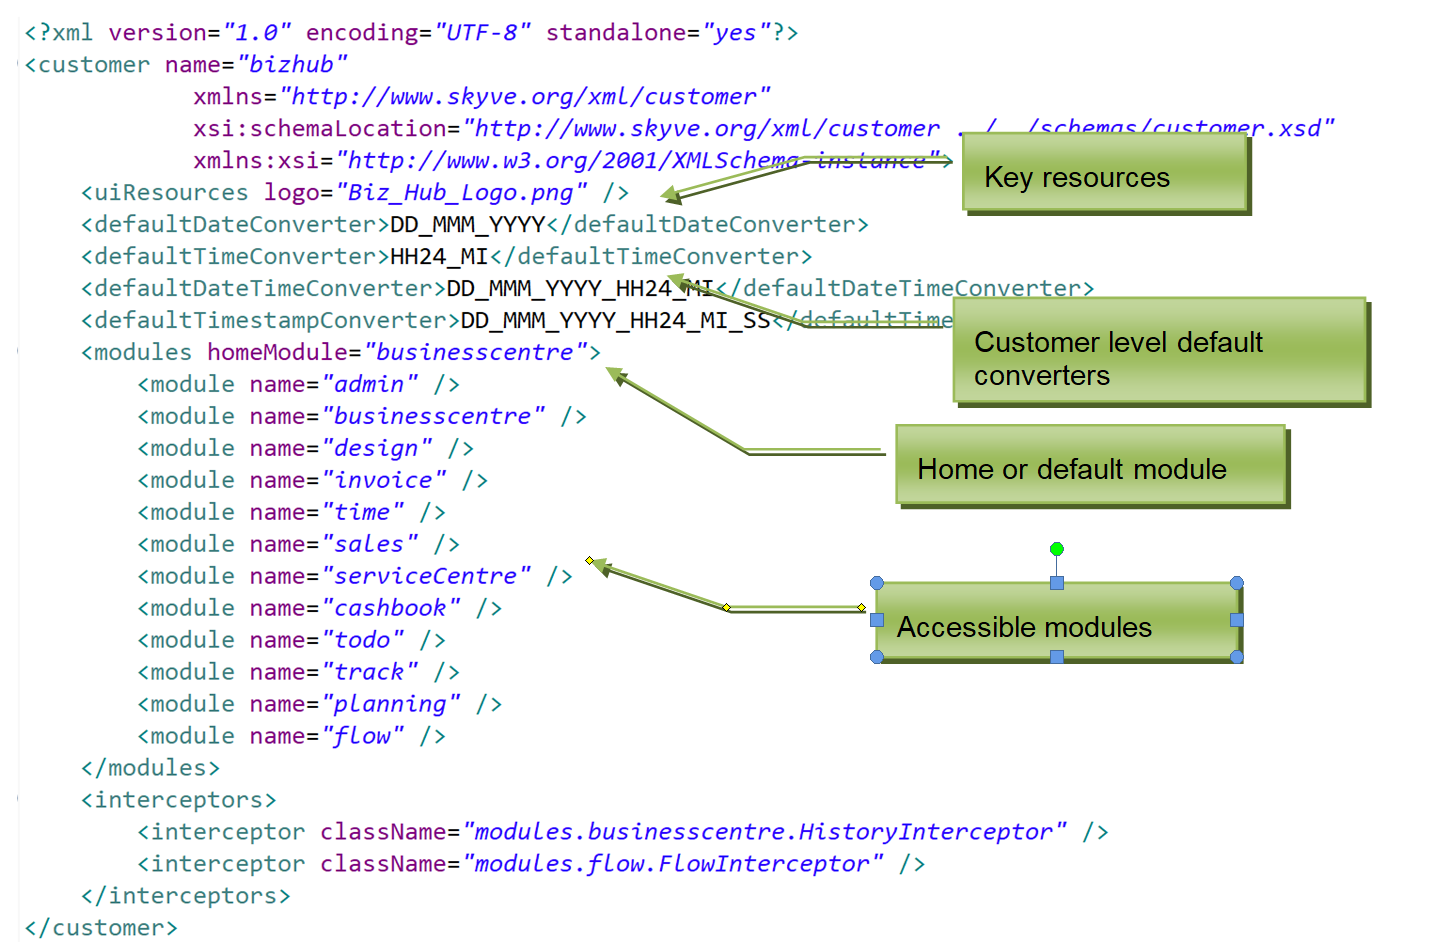 <?xml version="1.0" encoding="UTF-8" standalone="yes"?>
<customer name="bizhub"
xmlns="http://www.skyve.org/xml/customer"
xsi:schemaLocation="http://www.skyve.org/xml/customer ../../schemas/customer.xsd"
xmlns:xsi="http://www.w3.org/2001/XMLSchema-instance">
Key resources
<uiResources logo="Biz_Hub_Logo.png" />
<defaultDateConverter>DD_MMM_YYYY</defaultDateConverter>
<defaultTimeConverter>HH24_MI</defaultTimeConverter>
<defaultDateTimeConverter>DD_MMM_YYYY_HH24_MI</defaultDateTimeConverter>
<defaultTimestampConverter>DD_MMM_YYYY_HH24_MI_SS</defaultTime
Customer level default
converters
<modules homeModule="businesscentre">
<module name="admin" />
<module name="businesscentre" />
<module name="design" />
Home or default module
<module name="invoice" />
<module name="time" />
<module name="sales" />
<module name="serviceCentre" />
<module name="cashbook" />
Accessible modules
<module name="todo" />
<module name="track" />
<module name="planning" />
<module name="flow" />
</modules>
<interceptors>
<interceptor className="modules.businesscentre.HistoryInterceptor" />
<interceptor className="modules.flow.FlowInterceptor" />
</interceptors>
</customer>